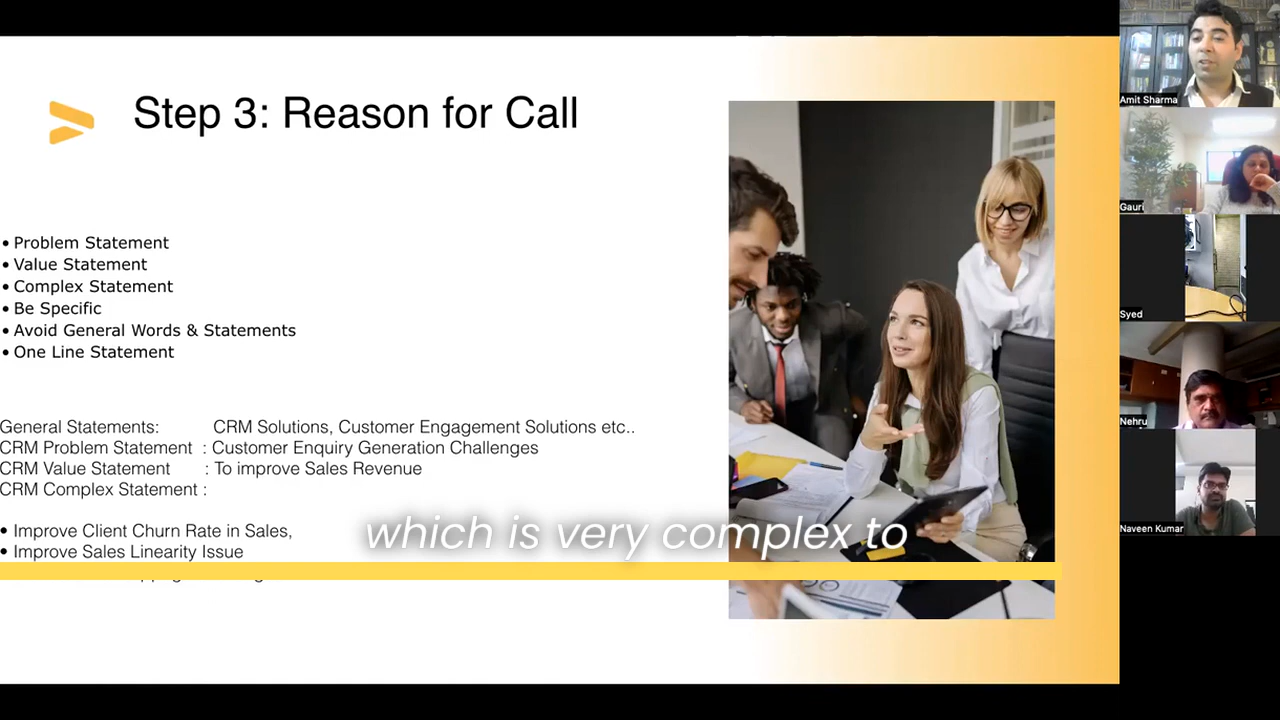 Step 3: Reason for Call
• Problem Statement
• Value Statement
• Complex Statement
• Be Specific
• Avoid General Words & Statements
• One Line Statement
General Statements: CRM Solutions, Customer Engagement Solutions etc..
CRM Problem Statement : Customer Enquiry Generation Challenges
CRM Value Statement : To improve Sales Revenue
CRM Complex Statement :
• Improve Client Churn Rate in Sales,
• Improve Sales Linearity Issue
which is very complex to
Amit Sharma
Gauri
Syed
Nehru
Naveen Kumar